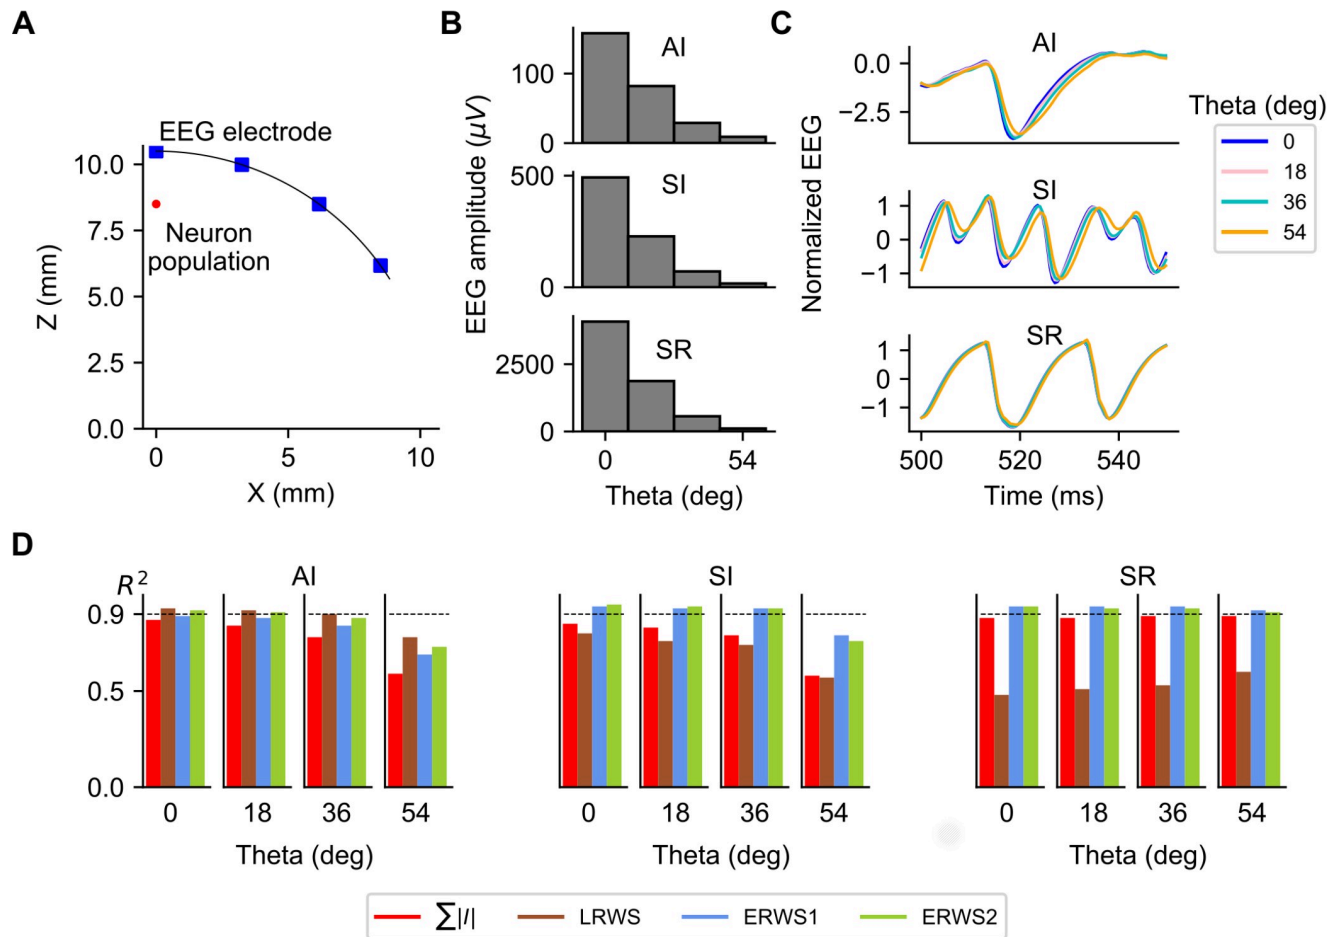 A
EEG electrode
Neuron
population
Z (mm)
10.0
7.5
5.0
2.5
0.0
0 5 10
X (mm)
B
EEG amplitude (μV)
AI
100
0
SI
500
0
SR
2500
0
0 54
Theta (deg)
C
Normalized EEG
AI
0.0
−2.5
SI
1
0
−1
SR
1
0
−1
500 520 540
Time (ms)
Theta (deg)
0
18
36
54
D
R²
AI
0.9
0.5
0.0
0 18 36 54
Theta (deg)
SI
0 18 36 54
Theta (deg)
SR
0 18 36 54
Theta (deg)
∑|I| LRWS ERWS1 ERWS2